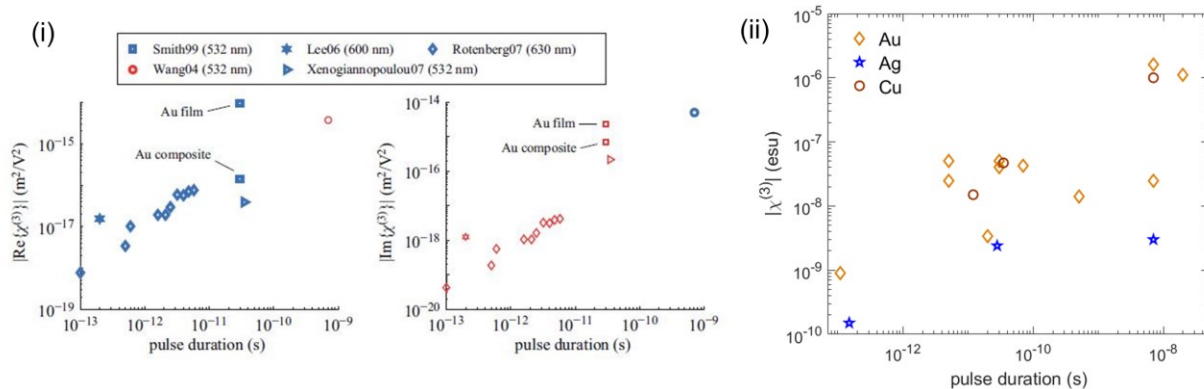 (i)
Smith99 (532 nm) Lee06 (600 nm) Rotenberg07 (630 nm)
Wang04 (532 nm) Xenogiannopoulou07 (532 nm)
|Re{χ(3)}| (m²/V²)
10⁻¹⁵
10⁻¹⁷
10⁻¹⁹
Au film
Au composite
10⁻¹³ 10⁻¹² 10⁻¹¹ 10⁻¹⁰ 10⁻⁹
pulse duration (s)
|Im{χ(3)}| (m²/V²)
10⁻¹⁴
10⁻¹⁶
10⁻¹⁸
10⁻²⁰
Au film
Au composite
10⁻¹³ 10⁻¹² 10⁻¹¹ 10⁻¹⁰ 10⁻⁹
pulse duration (s)
(ii)
|χ⁽³⁾| (esu)
10⁻⁵
10⁻⁶
10⁻⁷
10⁻⁸
10⁻⁹
10⁻¹⁰
Au
Ag
Cu
10⁻¹² 10⁻¹⁰ 10⁻⁸
pulse duration (s)